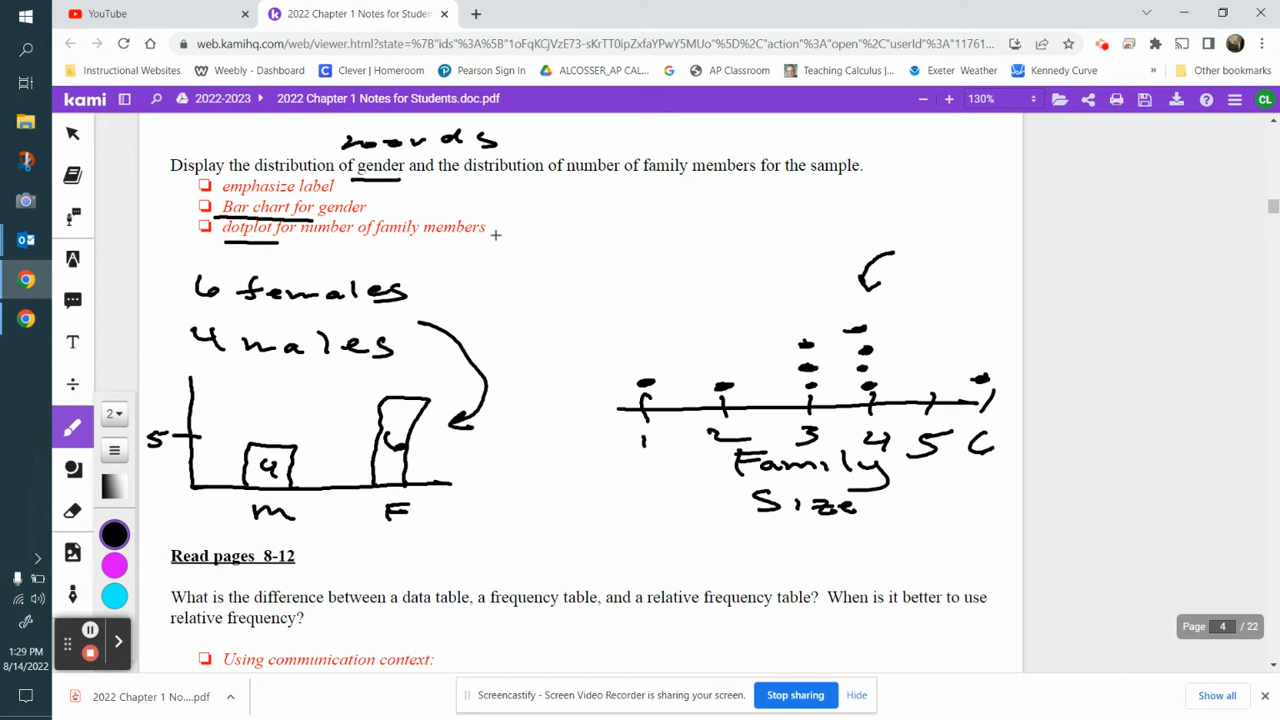 YouTube
2022 Chapter 1 Notes for Studen
web.kamihq.com/web/viewer.html?state=%7B"ids"%3A%5B"1oFqKCjVzE73-sKrTT0ipZxfaYPwY5MUo"%5D%2C"action"%3A"open"%2C"userId"%3A"11761...
Instructional Websites
Weebly - Dashboard
Clever | Homeroom
Pearson Sign In
ALCOSSER_AP CAL...
AP Classroom
Teaching Calculus |...
Exeter Weather
Kennedy Curve
»
Other bookmarks
kami
2022-2023
2022 Chapter 1 Notes for Students.doc.pdf
130%
CL
words
Display the distribution of gender and the distribution of number of family members for the sample.
emphasize label
Bar chart for gender
dotplot for number of family members
6 females
4 males
5
4
6
M F
1 2 3 4 5 6
Family
Size
Read pages 8-12
What is the difference between a data table, a frequency table, and a relative frequency table? When is it better to use
relative frequency?
Using communication context:
2
T
Page 4 / 22
1:29 PM
8/14/2022
2022 Chapter 1 No....pdf
Screencastify - Screen Video Recorder is sharing your screen.
Stop sharing
Hide
Show all